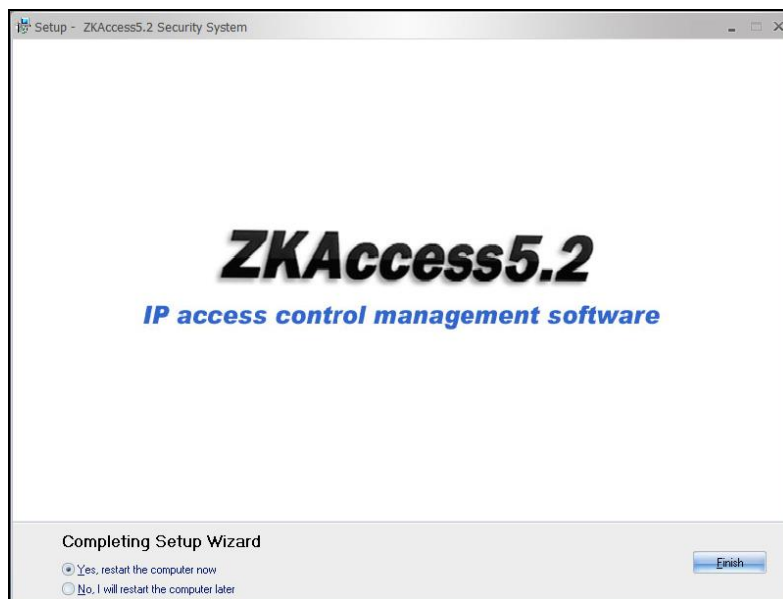 Setup - ZKAccess5.2 Security System
ZKAccess5.2
IP access control management software
Completing Setup Wizard
Yes, restart the computer now
No, I will restart the computer later
Finish